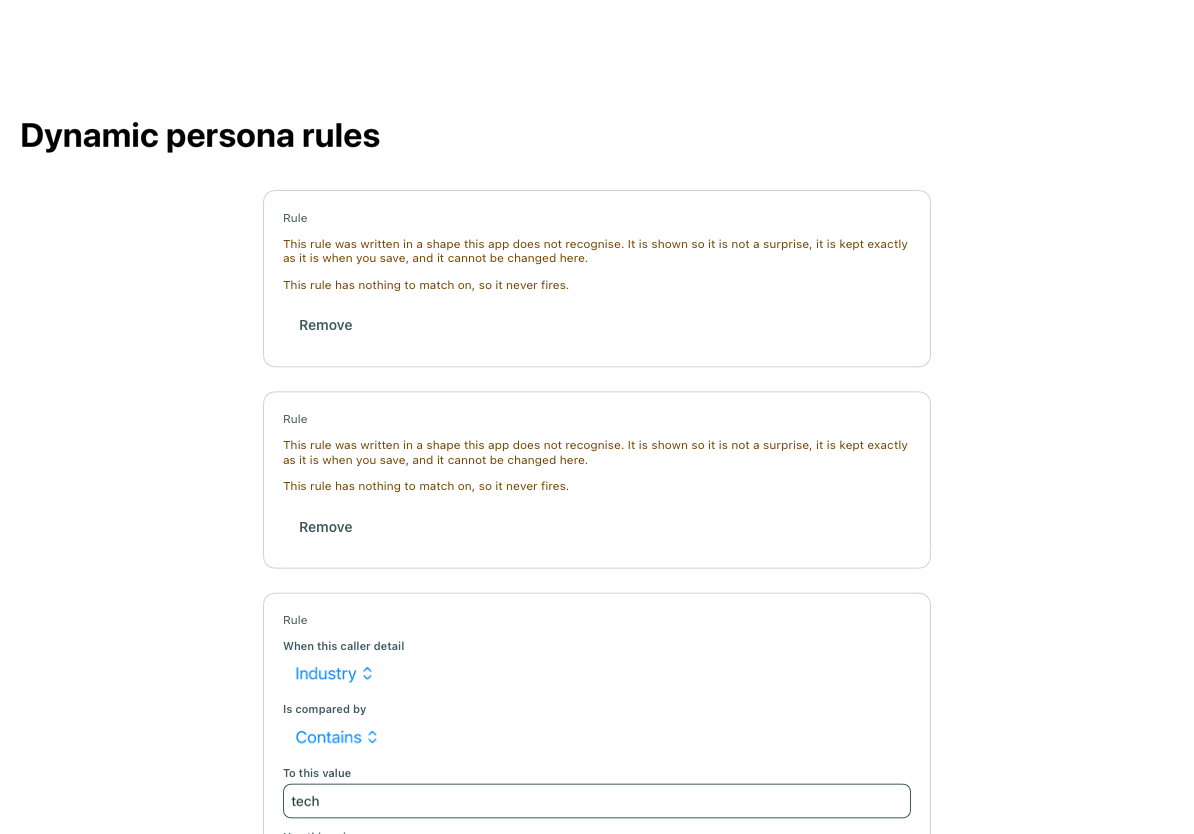 Dynamic persona rules
Rule
This rule was written in a shape this app does not recognise. It is shown so it is not a surprise, it is kept exactly
as it is when you save, and it cannot be changed here.
This rule has nothing to match on, so it never fires.
Remove
Rule
This rule was written in a shape this app does not recognise. It is shown so it is not a surprise, it is kept exactly
as it is when you save, and it cannot be changed here.
This rule has nothing to match on, so it never fires.
Remove
Rule
When this caller detail
Industry
Is compared by
Contains
To this value
tech